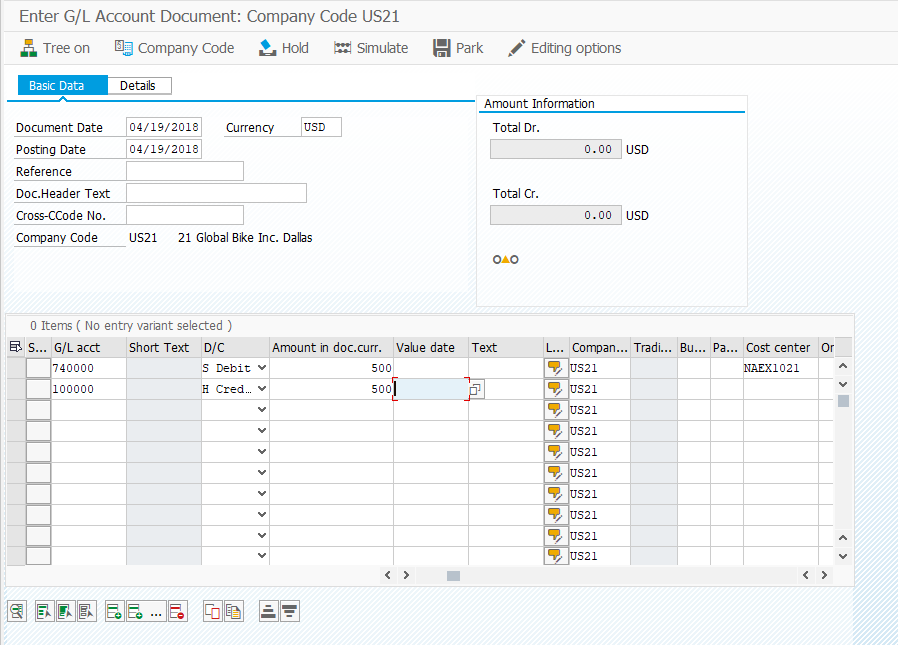 Enter G/L Account Document: Company Code US21
Tree on Company Code Hold Simulate Park Editing options
Basic Data Details
Amount Information
Document Date 04/19/2018 Currency USD
Total Dr.
Posting Date 04/19/2018
0.00 USD
Reference
Doc.Header Text
Total Cr.
Cross-CCode No.
0.00 USD
Company Code US21 21 Global Bike Inc. Dallas
0 Items ( No entry variant selected )
S... G/L acct Short Text D/C Amount in doc.curr. Value date Text L... Compan... Tradi... Bu... Pa... Cost center Or
740000 S Debit 500 US21 NAEX1021
100000 H Cred… 500 US21
US21
US21
US21
US21
US21
US21
US21
US21
...